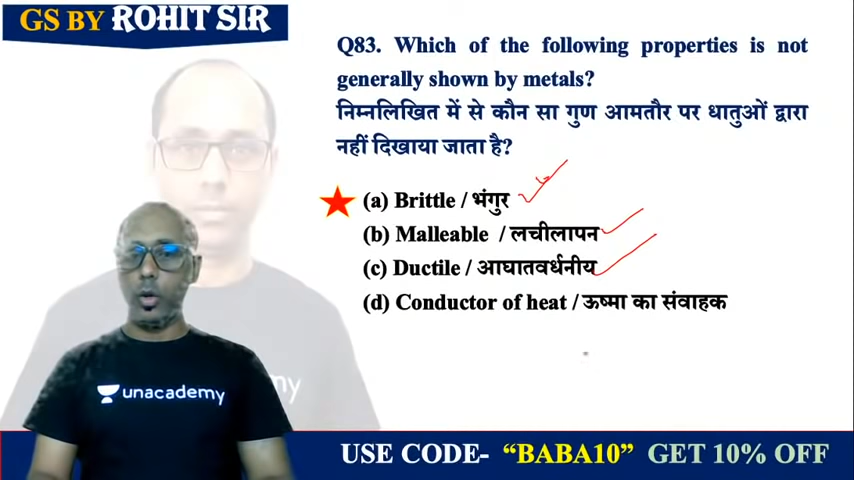 GS BY ROHIT SIR
Q83. Which of the following properties is not
generally shown by metals?
निम्नलिखित में से कौन सा गुण आमतौर पर धातुओं द्वारा
नहीं दिखाया जाता है?
(a) Brittle / भंगुर
(b) Malleable / लचीलापन
(c) Ductile / आघातवर्धनीय
(d) Conductor of heat / ऊष्मा का संवाहक
unacademy
my
USE CODE- “BABA10” GET 10% OFF